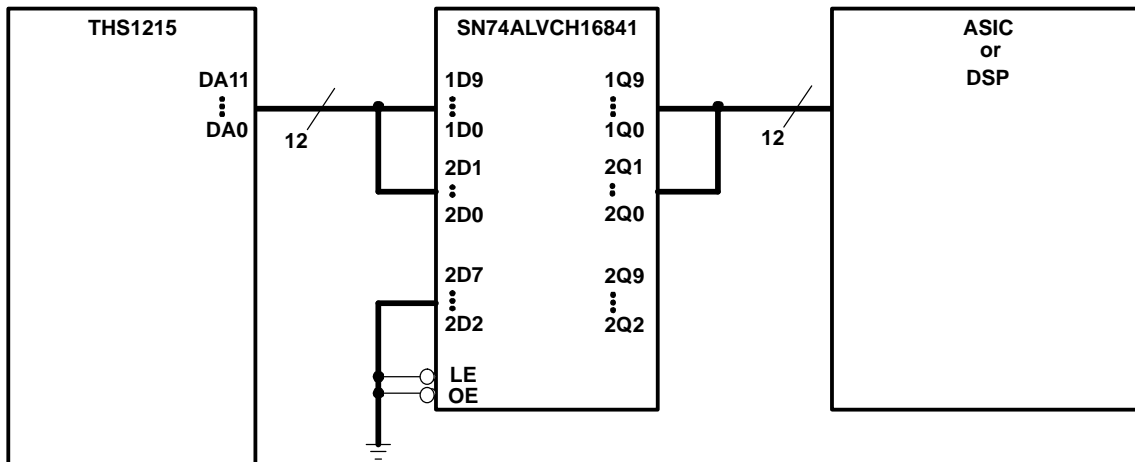 THS1215
DA11
DA0
12
SN74ALVCH16841
1D9
1D0
2D1
2D0
2D7
2D2
LE
OE
1Q9
1Q0
2Q1
2Q0
2Q9
2Q2
12
ASIC
or
DSP